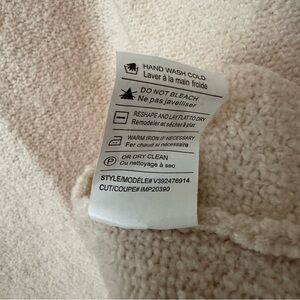 HAND WASH COLD
Laver à la main froide
DO NOT BLEACH
Ne pas javelliser
RESHAPE AND LAY FLAT TO DRY
Remodeler et sécher à plat
WARM IRON IF NECESSARY
Fer chaud si nécessaire
P
OR DRY CLEAN
Ou nettoyage à sec
STYLE/MODÈLE# V392476914
CUT/COUPE# IMP20390